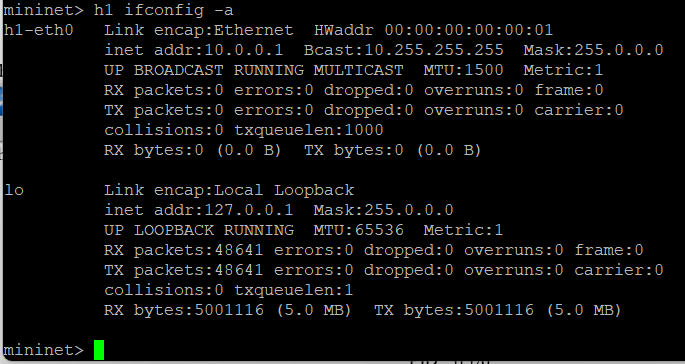 mininet> h1 ifconfig -a
h1-eth0   Link encap:Ethernet  HWaddr 00:00:00:00:00:01
          inet addr:10.0.0.1  Bcast:10.255.255.255  Mask:255.0.0.0
          UP BROADCAST RUNNING MULTICAST  MTU:1500  Metric:1
          RX packets:0 errors:0 dropped:0 overruns:0 frame:0
          TX packets:0 errors:0 dropped:0 overruns:0 carrier:0
          collisions:0 txqueuelen:1000
          RX bytes:0 (0.0 B)  TX bytes:0 (0.0 B)

lo        Link encap:Local Loopback
          inet addr:127.0.0.1  Mask:255.0.0.0
          UP LOOPBACK RUNNING  MTU:65536  Metric:1
          RX packets:48641 errors:0 dropped:0 overruns:0 frame:0
          TX packets:48641 errors:0 dropped:0 overruns:0 carrier:0
          collisions:0 txqueuelen:1
          RX bytes:5001116 (5.0 MB)  TX bytes:5001116 (5.0 MB)

mininet>